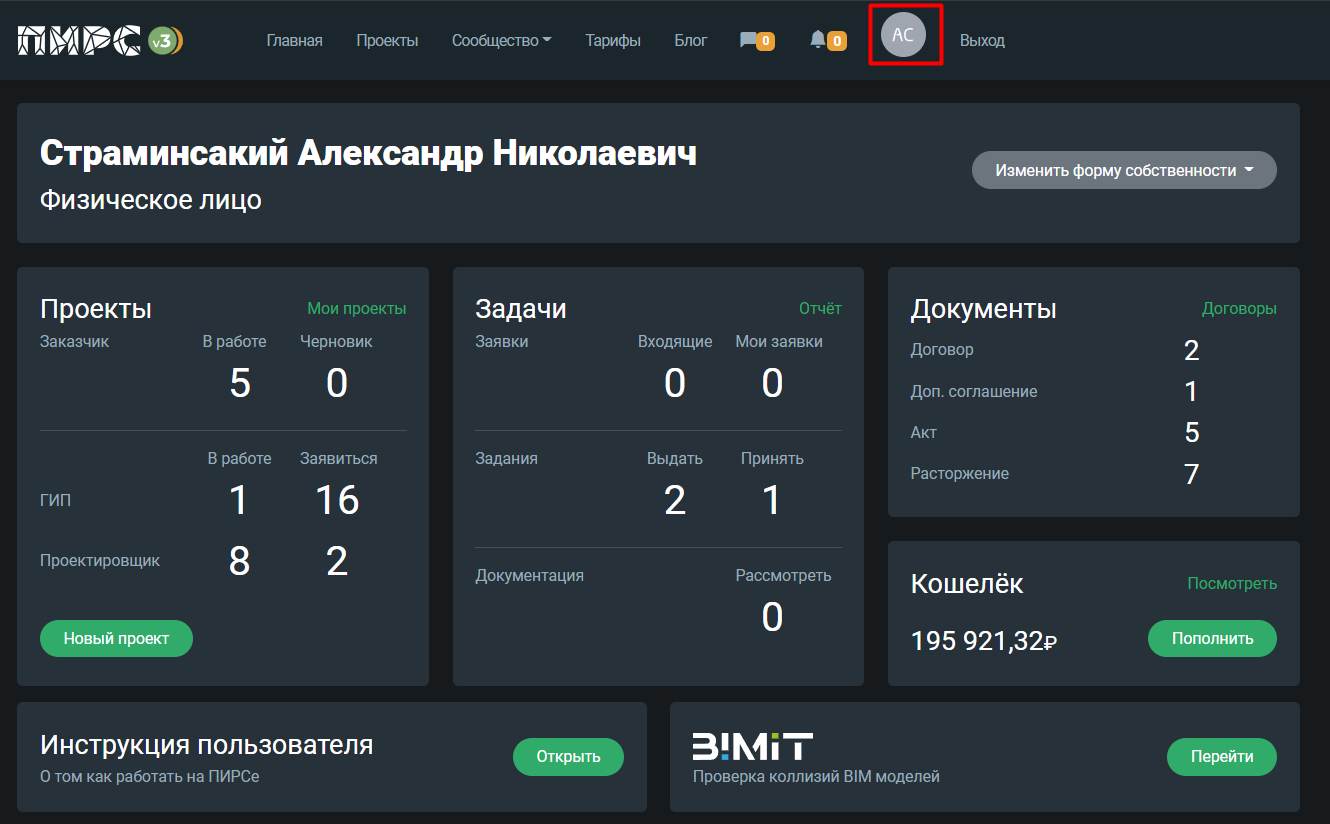 ПИРС v3 Главная Проекты Сообщество Тарифы Блог 0 0 АС Выход
Страминсакий Александр Николаевич
Физическое лицо
Изменить форму собственности
Проекты Мои проекты
Заказчик В работе Черновик
5 0
В работе Заявиться
ГИП 1 16
Проектировщик 8 2
Новый проект
Задачи Отчёт
Заявки Входящие Мои заявки
0 0
Задания Выдать Принять
2 1
Документация Рассмотреть
0
Документы Договоры
Договор 2
Доп. соглашение 1
Акт 5
Расторжение 7
Кошелёк Посмотреть
195 921,32₽ Пополнить
Инструкция пользователя
О том как работать на ПИРСе
Открыть
BIMIT
Проверка коллизий BIM моделей
Перейти